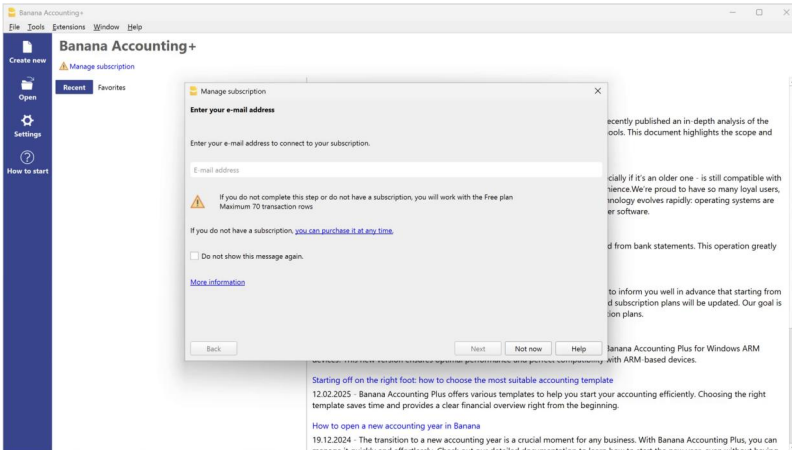 Banana Accounting+
File Tools Extensions Window Help
Create new
Open
Settings
How to start
Banana Accounting+
Manage subscription
Recent Favorites
Manage subscription
Enter your e-mail address
Enter your e-mail address to connect to your subscription.
E-mail address
If you do not complete this step or do not have a subscription, you will work with the Free plan
Maximum 70 transaction rows
If you do not have a subscription, you can purchase it at any time.
Do not show this message again.
More information
Back Next Not now Help
ecently published an in-depth analysis of the
ools. This document highlights the scope and
cially if it's an older one - is still compatible with
nience.We're proud to have so many loyal users,
nnology evolves rapidly: operating systems are
er software.
d from bank statements. This operation greatly
to inform you well in advance that starting from
d subscription plans will be updated. Our goal is
tion plans.
Banana Accounting Plus for Windows ARM
devices. This new version ensures optimal performance and perfect compatibility with ARM-based devices.
Starting off on the right foot: how to choose the most suitable accounting template
12.02.2025 - Banana Accounting Plus offers various templates to help you start your accounting efficiently. Choosing the right
template saves time and provides a clear financial overview right from the beginning.
How to open a new accounting year in Banana
19.12.2024 - The transition to a new accounting year is a crucial moment for any business. With Banana Accounting Plus, you can